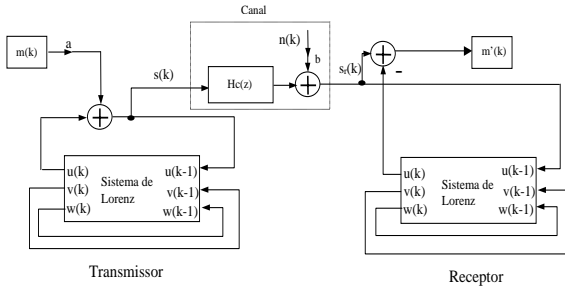 Canal
m(k)
a
n(k)
b
s(k)
Hc(z)
sᵣ(k)
-
m'(k)
u(k)
v(k)
w(k)
Sistema de
Lorenz
u(k-1)
v(k-1)
w(k-1)
u(k)
v(k)
w(k)
Sistema de
Lorenz
u(k-1)
v(k-1)
w(k-1)
Transmissor
Receptor